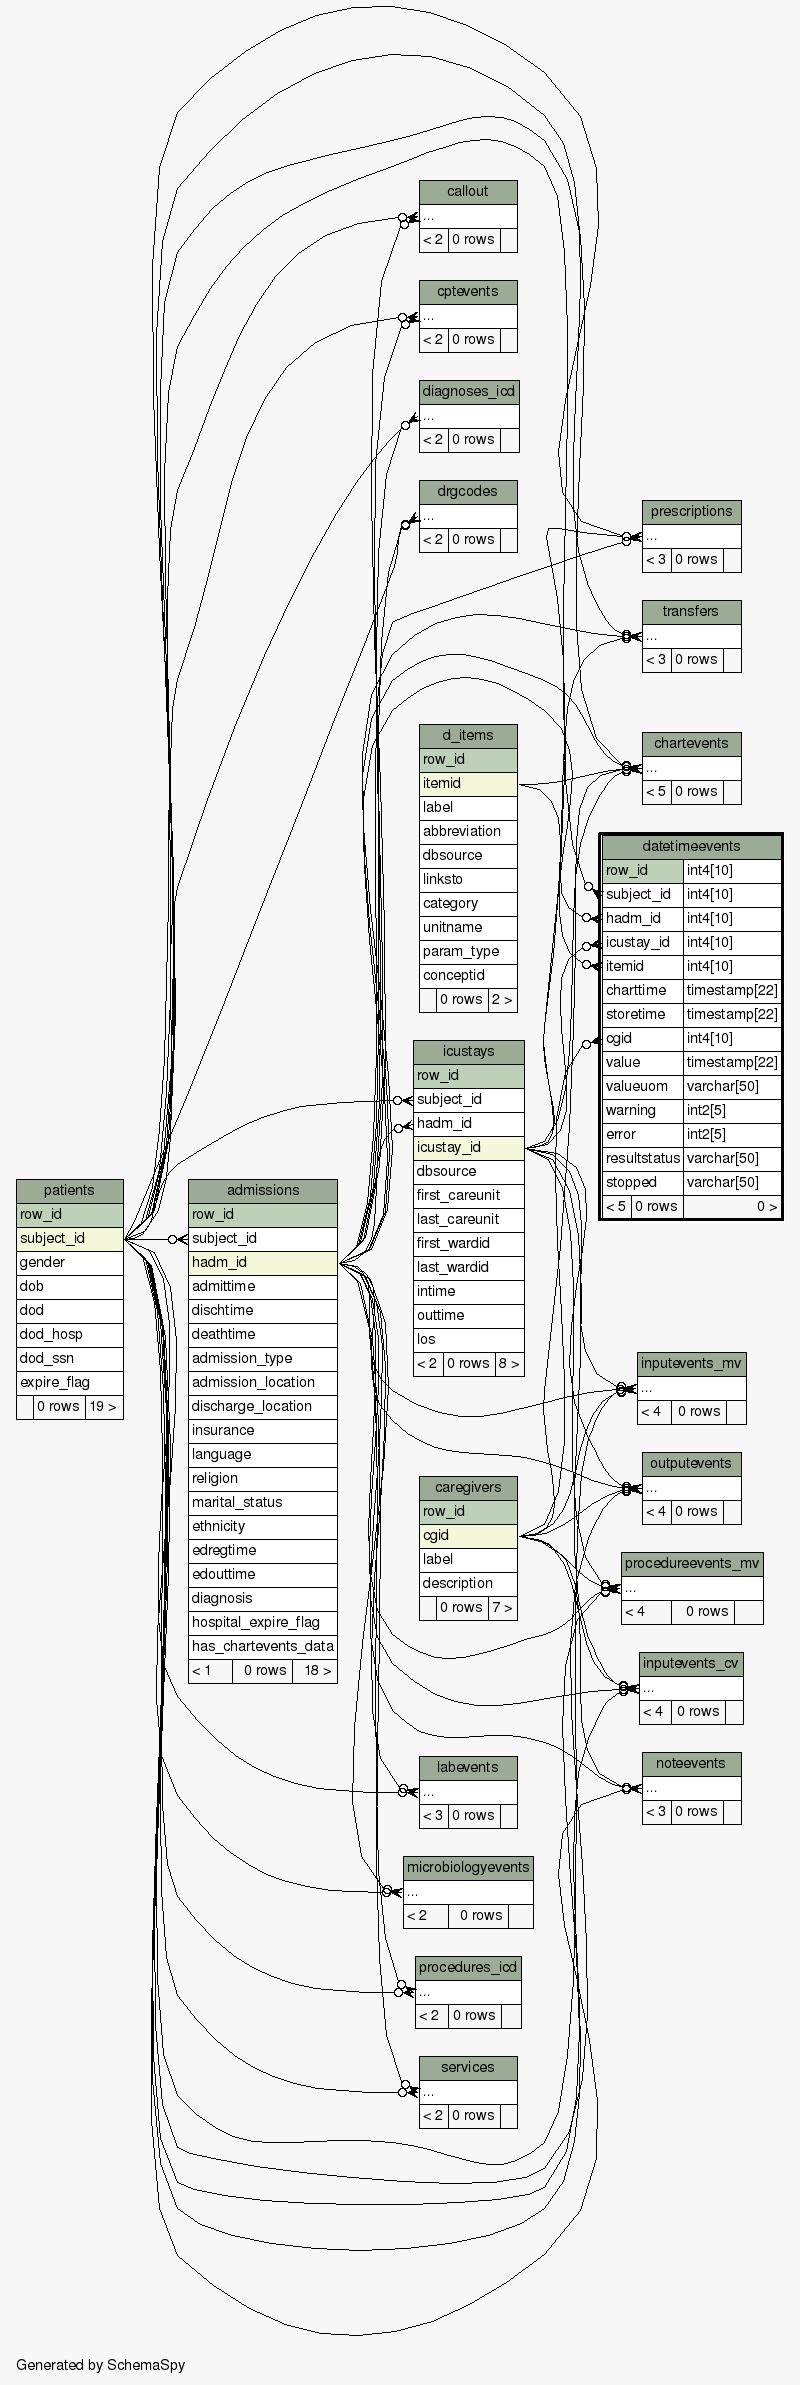 callout
...
< 2 0 rows
cptevents
...
< 2 0 rows
diagnoses_icd
...
< 2 0 rows
drgcodes
...
< 2 0 rows
prescriptions
...
< 3 0 rows
transfers
...
< 3 0 rows
d_items
row_id
itemid
label
abbreviation
dbsource
linksto
category
unitname
param_type
conceptid
0 rows 2 >
chartevents
...
< 5 0 rows
datetimeevents
row_id int4[10]
subject_id int4[10]
hadm_id int4[10]
icustay_id int4[10]
itemid int4[10]
charttime timestamp[22]
storetime timestamp[22]
cgid int4[10]
value timestamp[22]
valueuom varchar[50]
warning int2[5]
error int2[5]
resultstatus varchar[50]
stopped varchar[50]
< 5 0 rows 0 >
icustays
row_id
subject_id
hadm_id
icustay_id
dbsource
first_careunit
last_careunit
first_wardid
last_wardid
intime
outtime
los
< 2 0 rows 8 >
patients
row_id
subject_id
gender
dob
dod
dod_hosp
dod_ssn
expire_flag
0 rows 19 >
admissions
row_id
subject_id
hadm_id
admittime
dischtime
deathtime
admission_type
admission_location
discharge_location
insurance
language
religion
marital_status
ethnicity
edregtime
edouttime
diagnosis
hospital_expire_flag
has_chartevents_data
< 1 0 rows 18 >
inputevents_mv
...
< 4 0 rows
outputevents
...
< 4 0 rows
caregivers
row_id
cgid
label
description
0 rows 7 >
procedureevents_mv
...
< 4 0 rows
inputevents_cv
...
< 4 0 rows
noteevents
...
< 3 0 rows
labevents
...
< 3 0 rows
microbiologyevents
...
< 2 0 rows
procedures_icd
...
< 2 0 rows
services
...
< 2 0 rows
Generated by SchemaSpy